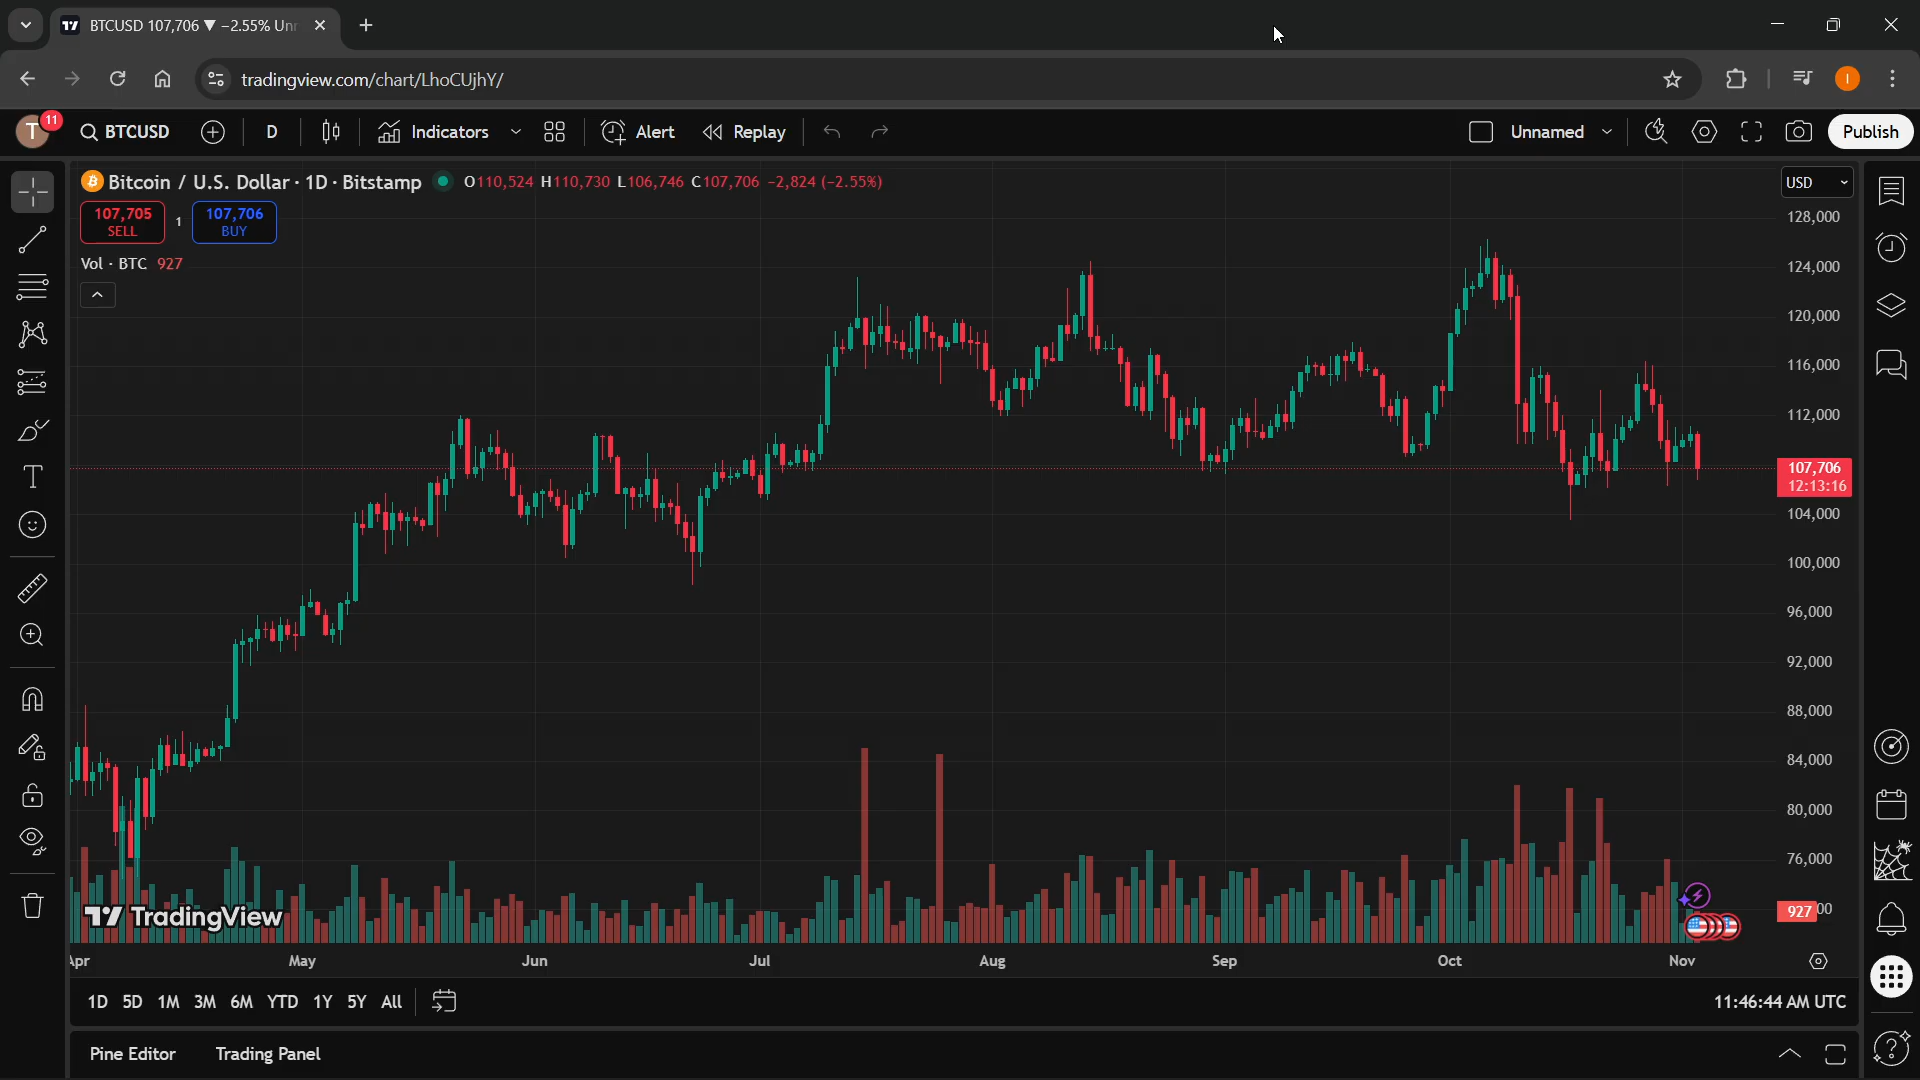 BTCUSD 107,706 ▼ −2.55% Unn
tradingview.com/chart/LhoCUjhY/
T 11 BTCUSD D Indicators Alert Replay Unnamed Publish
Bitcoin / U.S. Dollar · 1D · Bitstamp O110,524 H110,730 L106,746 C107,706 −2,824 (−2.55%)
USD
107,705 SELL
1
107,706 BUY
Vol · BTC 927
128,000
124,000
120,000
116,000
112,000
107,706
12:13:16
104,000
100,000
96,000
92,000
88,000
84,000
80,000
76,000
927
00
TradingView
Apr May Jun Jul Aug Sep Oct Nov
1D 5D 1M 3M 6M YTD 1Y 5Y All 11:46:44 AM UTC
Pine Editor Trading Panel